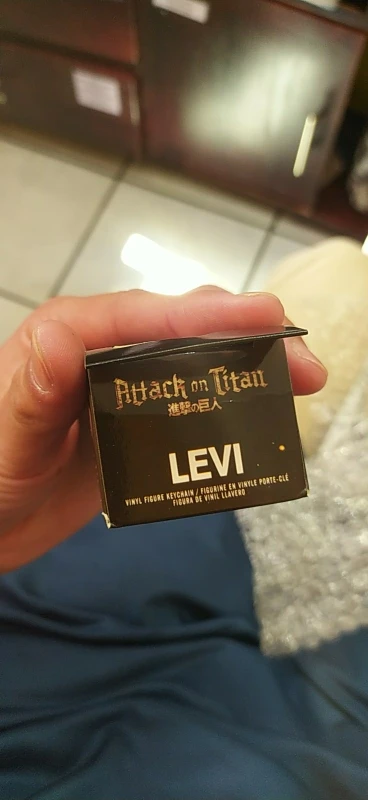 Attack on Titan
進撃の巨人
LEVI
VINYL FIGURE KEYCHAIN / FIGURINE EN VINYLE PORTE-CLÉ
FIGURA DE VINIL LLAVERO